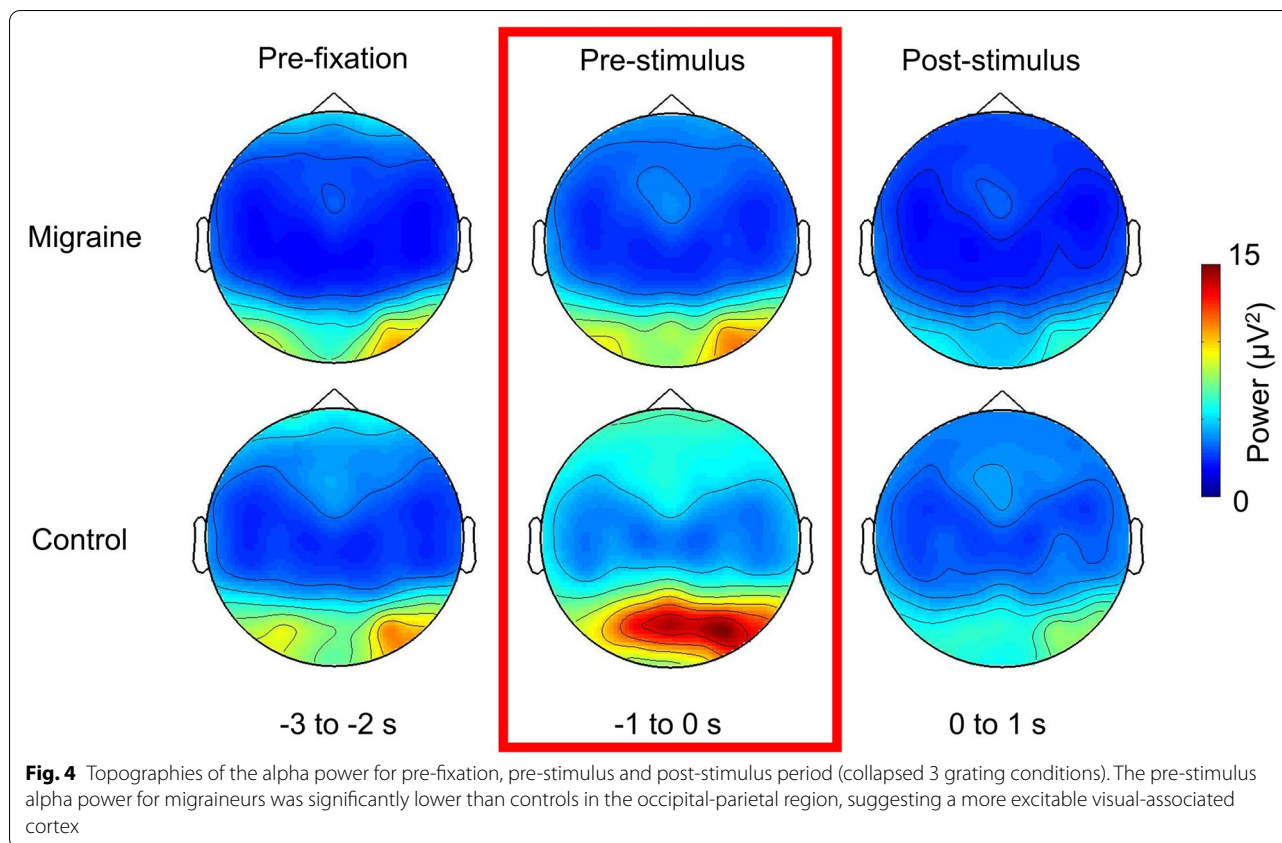 Pre-fixation
Pre-stimulus
Post-stimulus
Migraine
Control
15
0
Power (µV²)
-3 to -2 s
-1 to 0 s
0 to 1 s
Fig. 4 Topographies of the alpha power for pre-fixation, pre-stimulus and post-stimulus period (collapsed 3 grating conditions). The pre-stimulus
alpha power for migraineurs was significantly lower than controls in the occipital-parietal region, suggesting a more excitable visual-associated
cortex